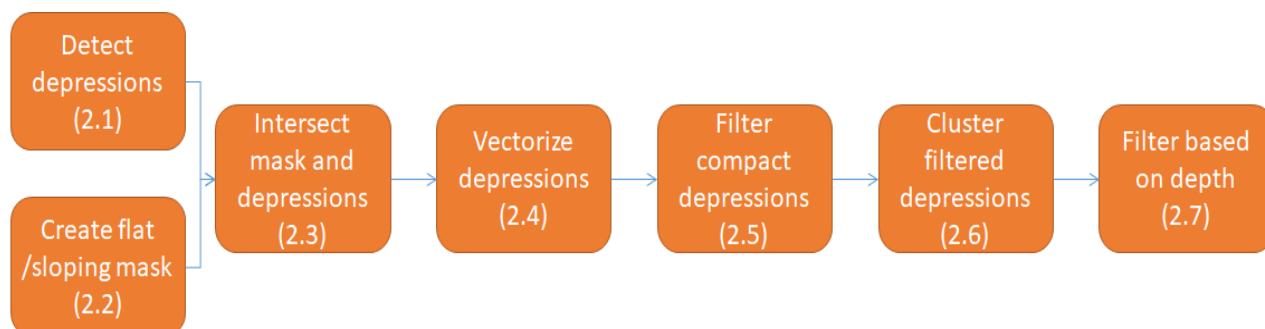 Detect
depressions
(2.1)
Create flat
/sloping mask
(2.2)
Intersect
mask and
depressions
(2.3)
Vectorize
depressions
(2.4)
Filter
compact
depressions
(2.5)
Cluster
filtered
depressions
(2.6)
Filter based
on depth
(2.7)